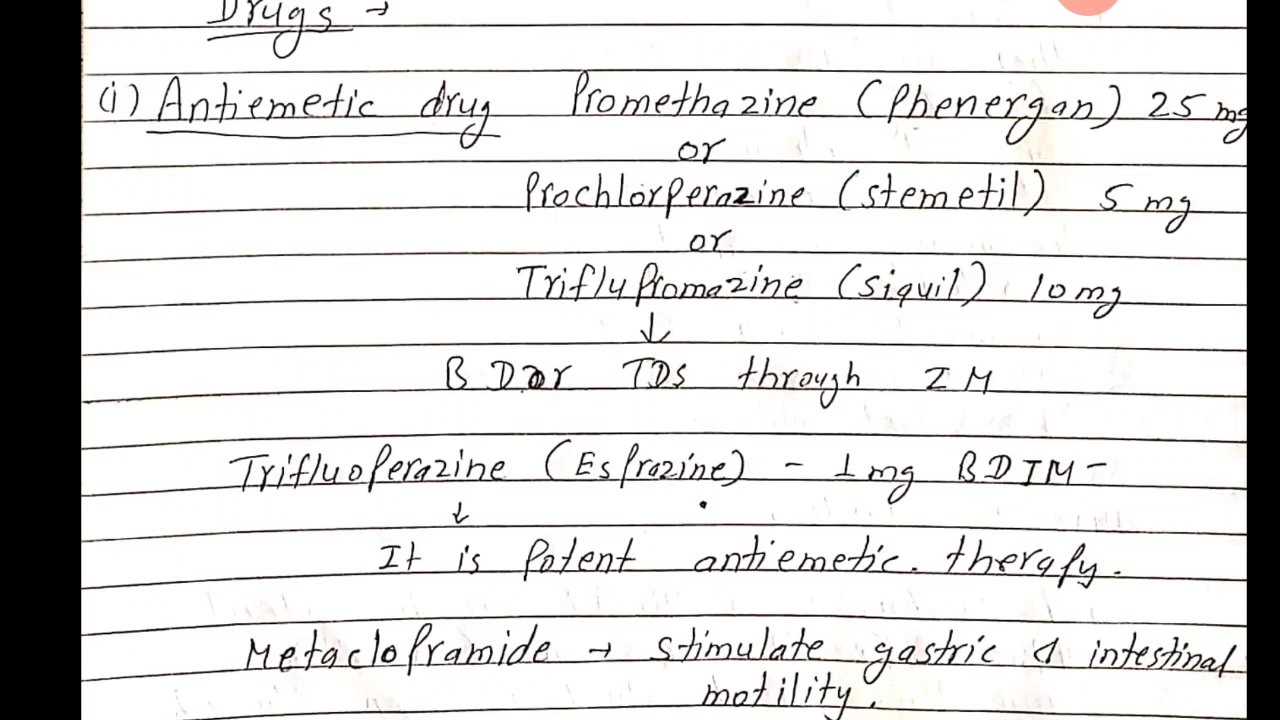 Drugs →
(i) Antiemetic drug Promethazine (Phenergan) 25 mg
or
Prochlorperazine (stemetil) 5 mg
or
Triflupromazine (siquil) 10 mg
↓
BD or TDS through IM
Trifluoperazine (Esprazine) - 1 mg BD IM -
↓
It is Potent antiemetic. therapy.
Metacloframide → stimulate gastric & intestinal
motility.